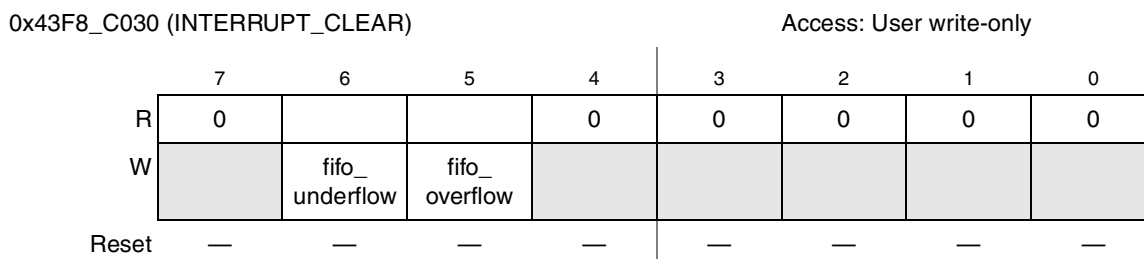 0x43F8_C030 (INTERRUPT_CLEAR) Access: User write-only
7 6 5 4 3 2 1 0
R 0 0 0 0 0 0
W fifo_ fifo_
underflow overflow
Reset — — — — — — — —